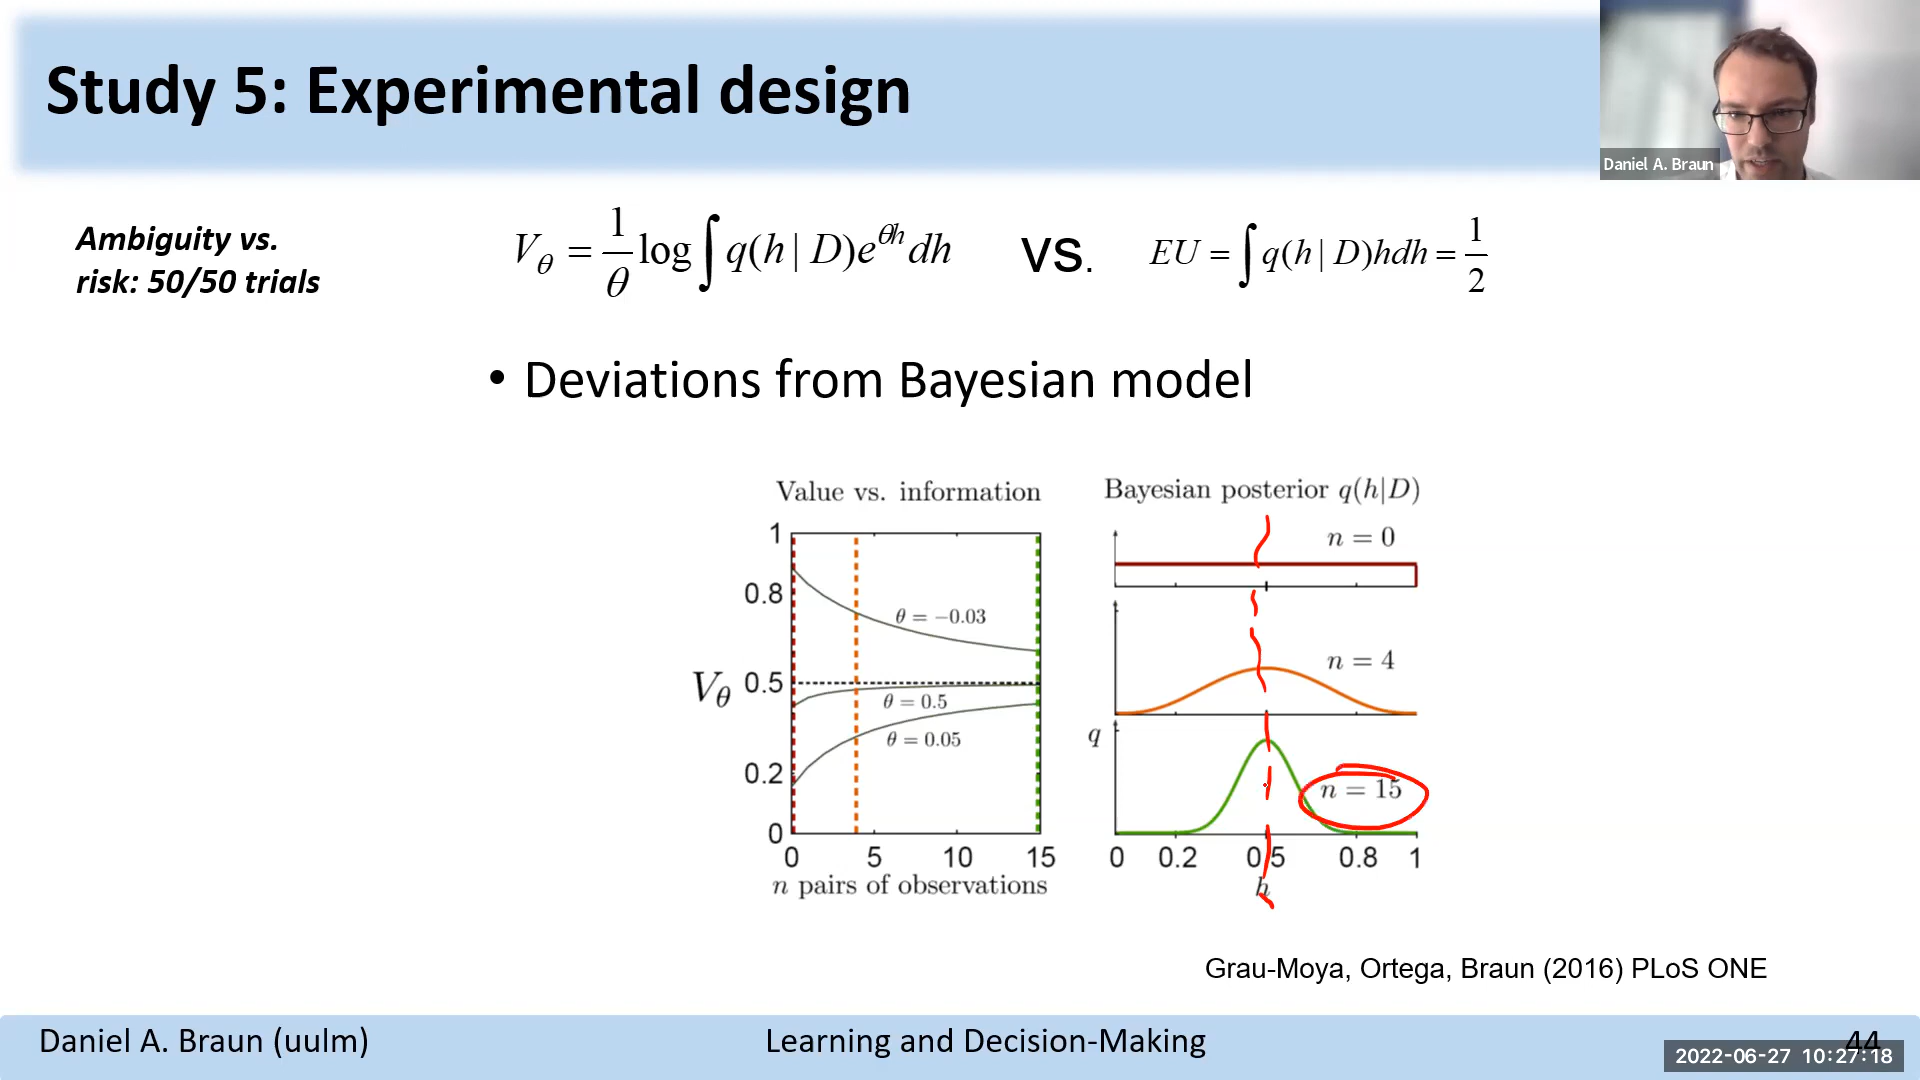 Study 5: Experimental design
Daniel A. Braun
Ambiguity vs.
risk: 50/50 trials
V_θ = 1/θ log ∫ q(h | D)e^{θh} dh vs. EU = ∫ q(h | D)hdh = 1/2
• Deviations from Bayesian model
Value vs. information
1
0.8
0.5
0.2
0
V_θ
θ = −0.03
θ = 0.5
θ = 0.05
0 5 10 15
n pairs of observations
Bayesian posterior q(h|D)
n = 0
n = 4
q
n = 15
0 0.2 0.5 0.8 1
h
Grau-Moya, Ortega, Braun (2016) PLoS ONE
Daniel A. Braun (uulm)
Learning and Decision-Making
44
2022-06-27 10:27:18